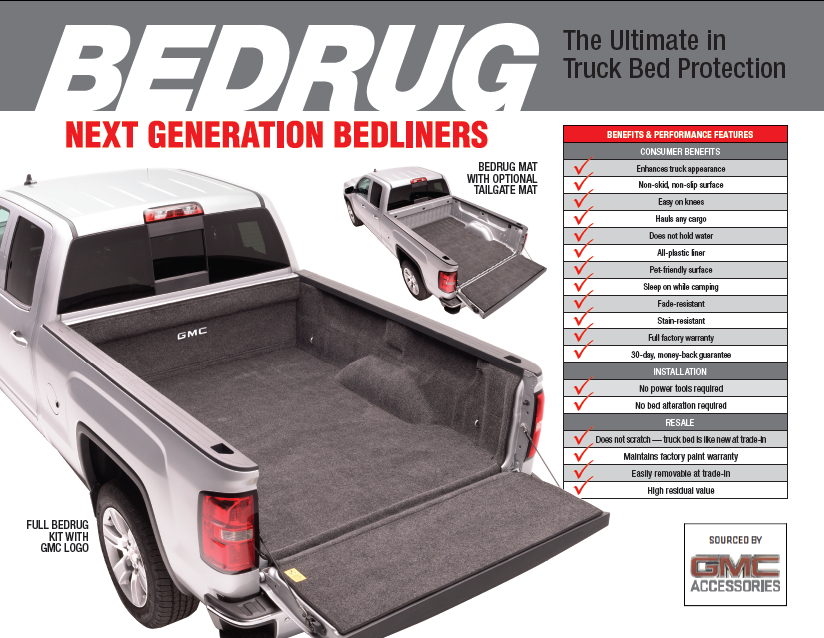 BEDRUG
The Ultimate in
Truck Bed Protection
NEXT GENERATION BEDLINERS
BEDRUG MAT
WITH OPTIONAL
TAILGATE MAT
GMC
FULL BEDRUG
KIT WITH
GMC LOGO
BENEFITS & PERFORMANCE FEATURES
CONSUMER BENEFITS
Enhances truck appearance
Non-skid, non-slip surface
Easy on knees
Hauls any cargo
Does not hold water
All-plastic liner
Pet-friendly surface
Sleep on while camping
Fade-resistant
Stain-resistant
Full factory warranty
30-day, money-back guarantee
INSTALLATION
No power tools required
No bed alteration required
RESALE
Does not scratch — truck bed is like new at trade-in
Maintains factory paint warranty
Easily removable at trade-in
High residual value
SOURCED BY
GMC
ACCESSORIES